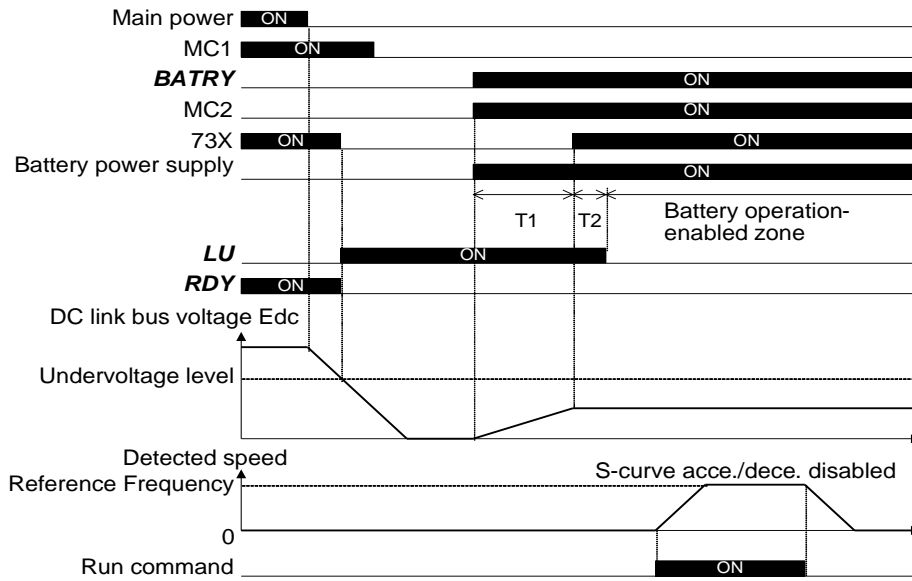 Main power
ON
MC1
ON
BATRY
ON
MC2
ON
73X
ON
ON
Battery power supply
ON
T1
T2
Battery operation-
enabled zone
LU
ON
RDY
ON
DC link bus voltage Edc
Undervoltage level
Detected speed
Reference Frequency
S-curve acce./dece. disabled
0
Run command
ON